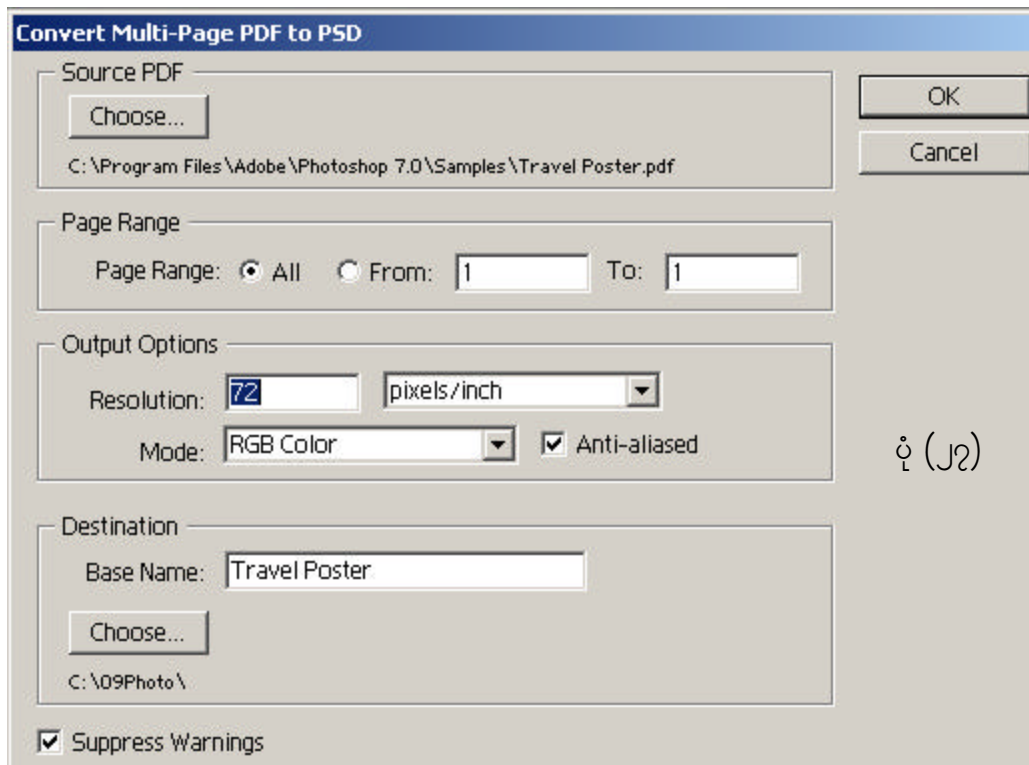 Convert Multi-Page PDF to PSD
Source PDF
Choose...
C:\Program Files\Adobe\Photoshop 7.0\Samples\Travel Poster.pdf
OK
Cancel
Page Range
Page Range: All From: 1 To: 1
Output Options
Resolution: 72 pixels/inch
Mode: RGB Color Anti-aliased
ပုံ (၂၇)
Destination
Base Name: Travel Poster
Choose...
C:\09Photo\
Suppress Warnings